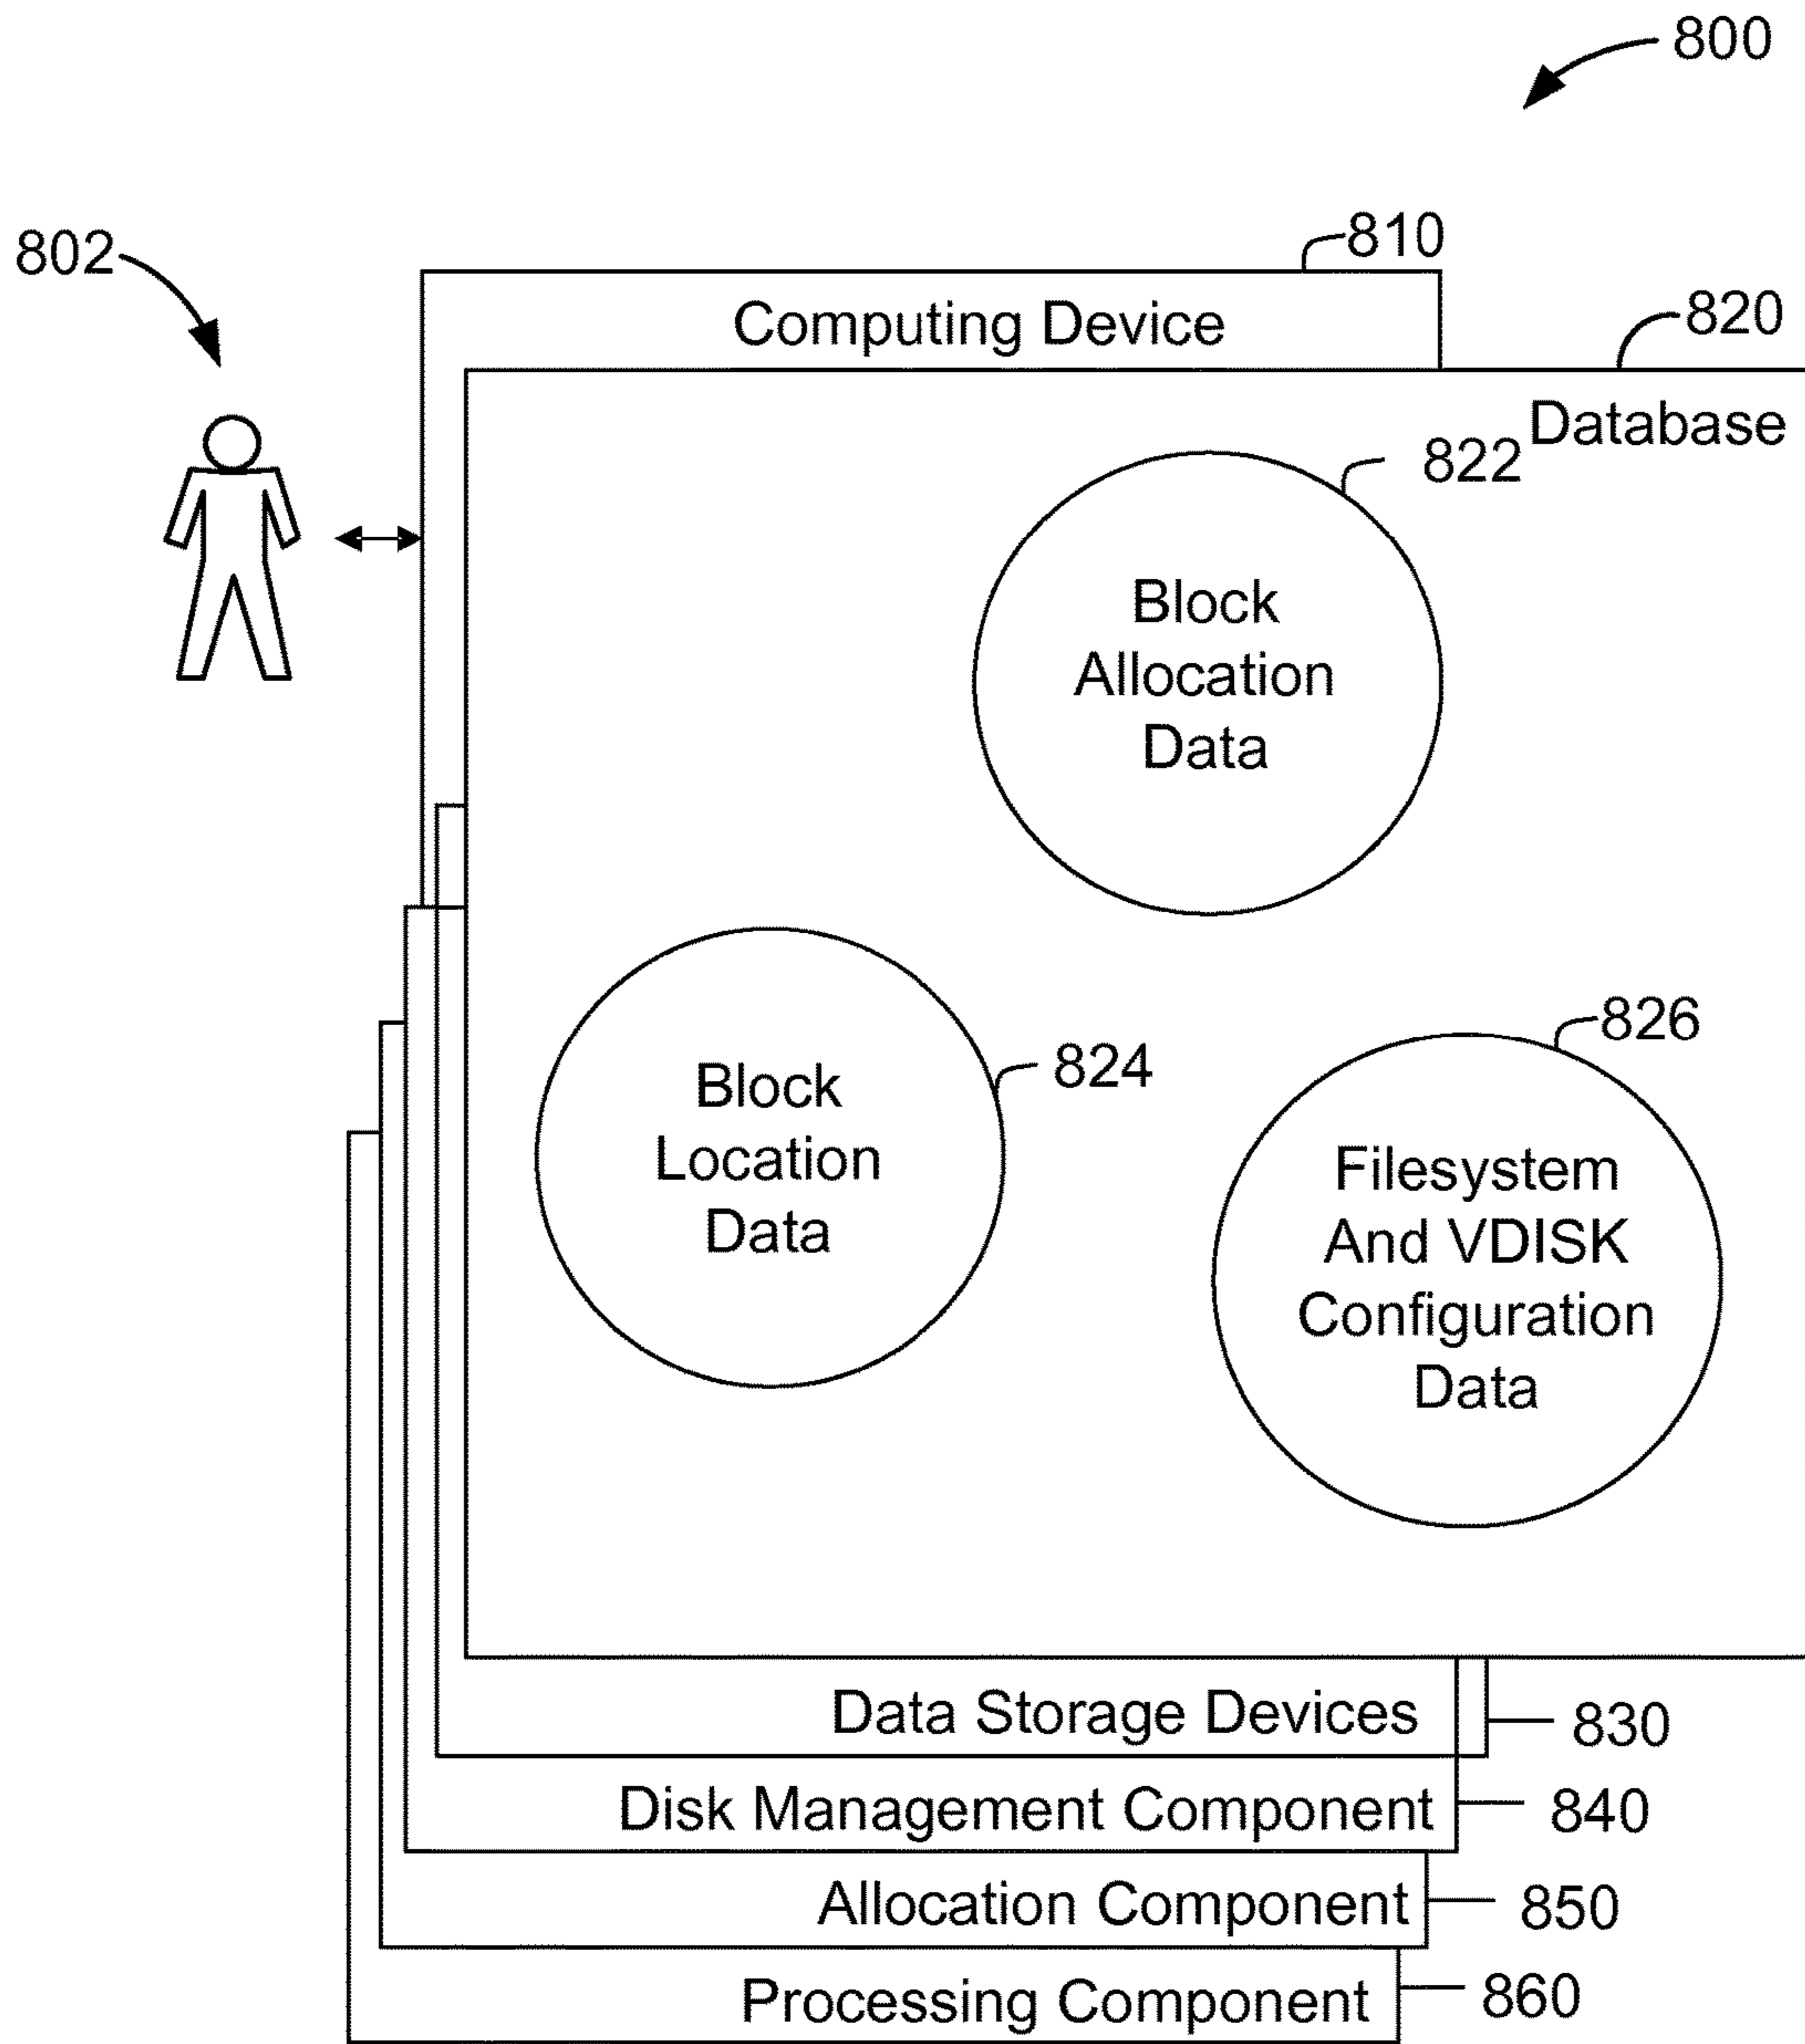 800
802
810
Computing Device
820
Database
822
Block
Allocation
Data
826
824
Block
Location
Data
Filesystem
And VDISK
Configuration
Data
Data Storage Devices
830
Disk Management Component
840
Allocation Component
850
Processing Component
860